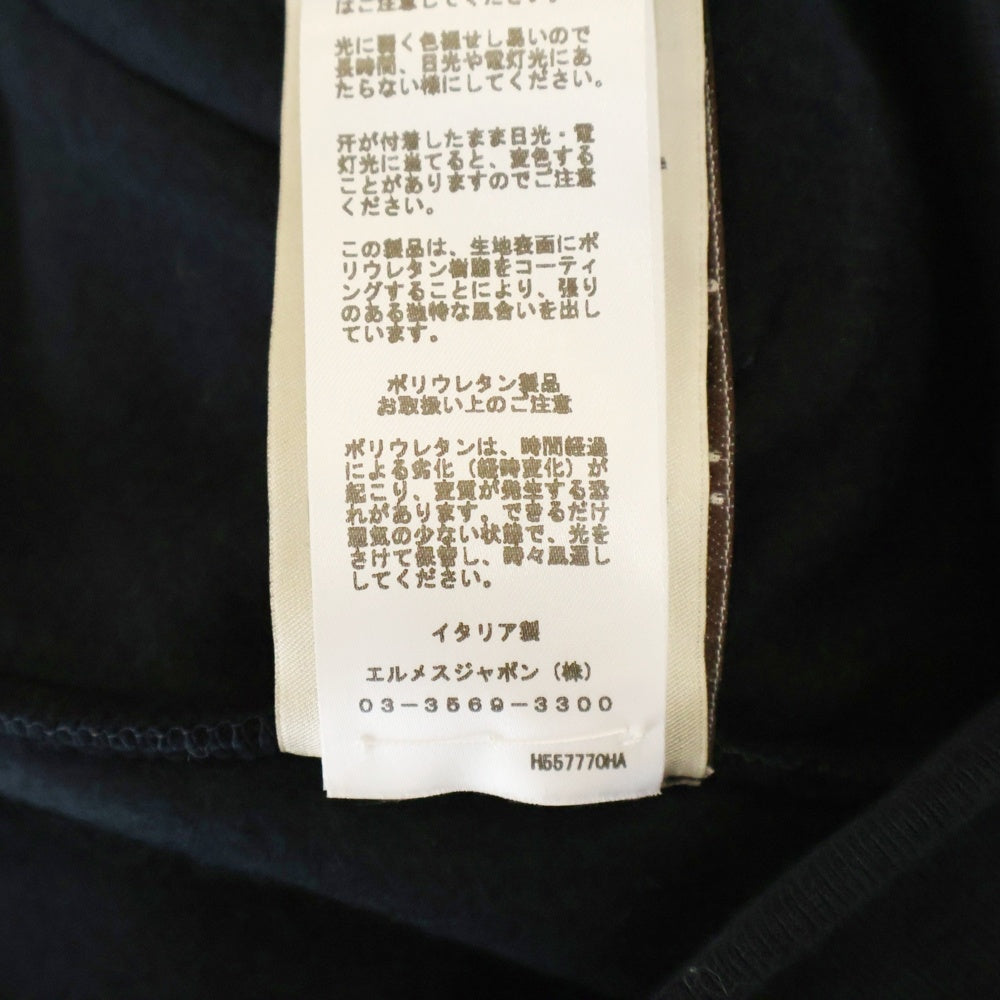 はご注意してください。
光に弱く色褪せし易いので
長時間、日光や電灯光にあ
たらない様にしてください。
汗が付着したまま日光・電
灯光に当てると、変色する
ことがありますのでご注意
ください。
この製品は、生地表面にポ
リウレタン樹脂をコーティ
ングすることにより、張り
のある独特な風合いを出し
ています。
ポリウレタン製品
お取扱い上のご注意
ポリウレタンは、時間経過
による劣化（経時変化）が
起こり、変質が発生する恐
れがあります。できるだけ
湿気の少ない状態で、光を
さけて保管し、時々風通し
してください。
イタリア製
エルメスジャポン（株）
03-3569-3300
H557770HA